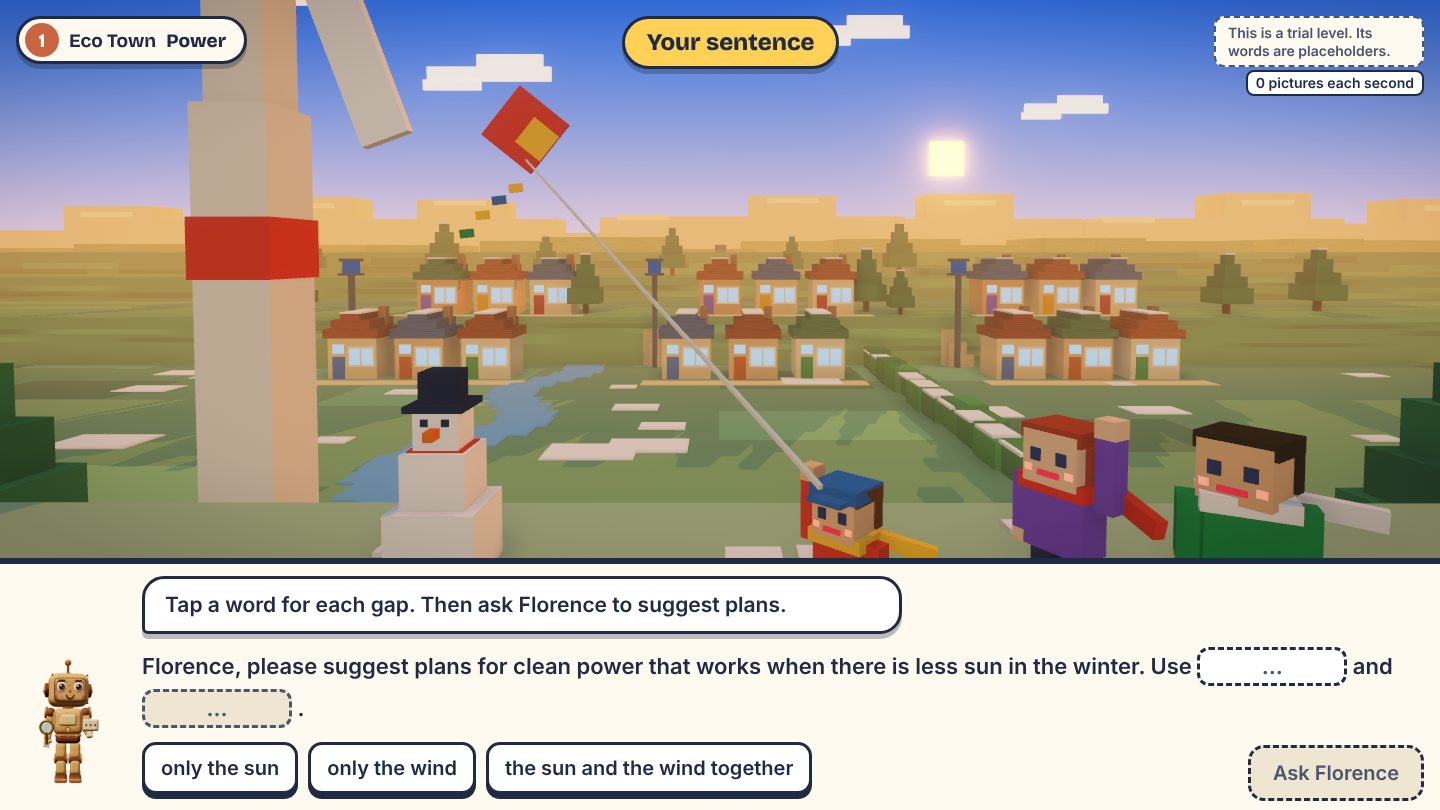 1 Eco Town Power
Your sentence
This is a trial level. Its
words are placeholders.
0 pictures each second
Tap a word for each gap. Then ask Florence to suggest plans.
Florence, please suggest plans for clean power that works when there is less sun in the winter. Use ... and
... .
only the sun
only the wind
the sun and the wind together
Ask Florence